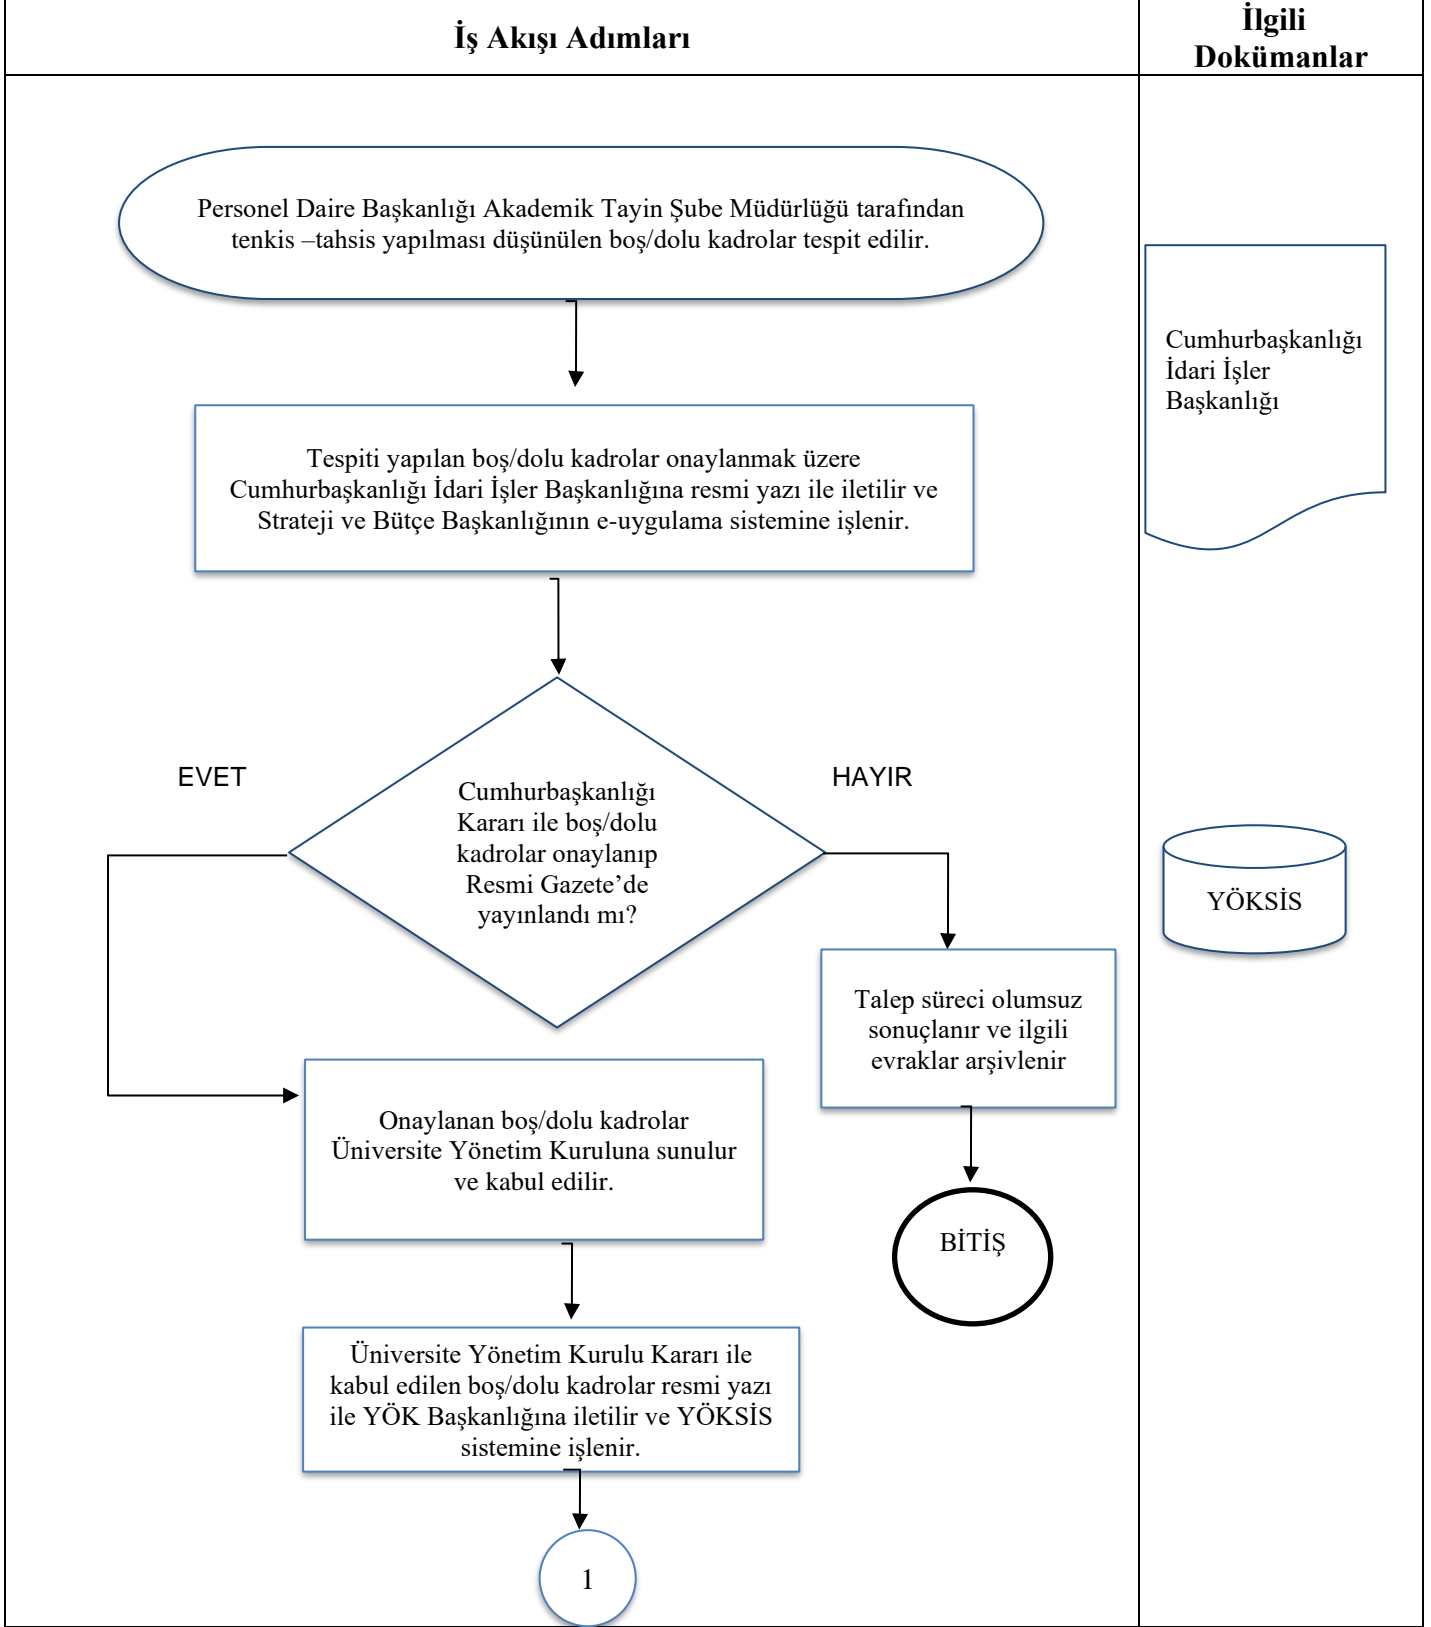 İş Akışı Adımları
İlgili
Dokümanlar
Personel Daire Başkanlığı Akademik Tayin Şube Müdürlüğü tarafından
tenkis –tahsis yapılması düşünülen boş/dolu kadrolar tespit edilir.
Cumhurbaşkanlığı
İdari İşler
Başkanlığı
Tespiti yapılan boş/dolu kadrolar onaylanmak üzere
Cumhurbaşkanlığı İdari İşler Başkanlığına resmi yazı ile iletilir ve
Strateji ve Bütçe Başkanlığının e-uygulama sistemine işlenir.
EVET
HAYIR
Cumhurbaşkanlığı
Kararı ile boş/dolu
kadrolar onaylanıp
Resmi Gazete’de
yayınlandı mı?
YÖKSİS
Talep süreci olumsuz
sonuçlanır ve ilgili
evraklar arşivlenir
Onaylanan boş/dolu kadrolar
Üniversite Yönetim Kuruluna sunulur
ve kabul edilir.
BİTİŞ
Üniversite Yönetim Kurulu Kararı ile
kabul edilen boş/dolu kadrolar resmi yazı
ile YÖK Başkanlığına iletilir ve YÖKSİS
sistemine işlenir.
1